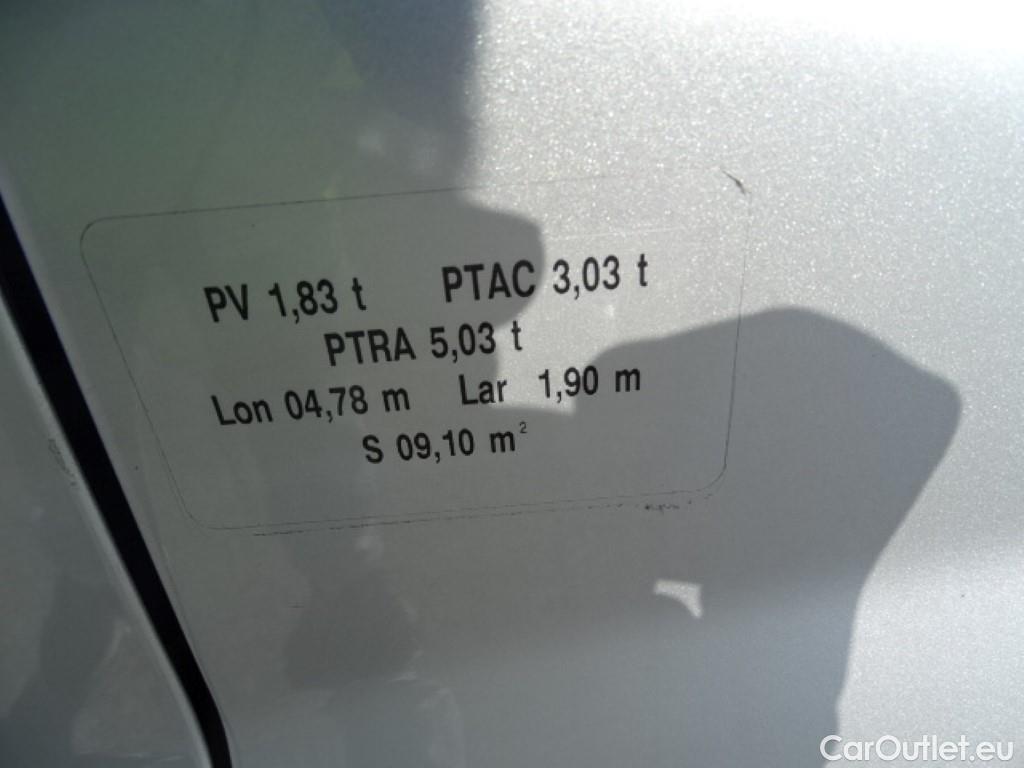 PV 1,83 t PTAC 3,03 t
PTRA 5,03 t
Lon 04,78 m Lar 1,90 m
S 09,10 m²
CarOutlet.eu